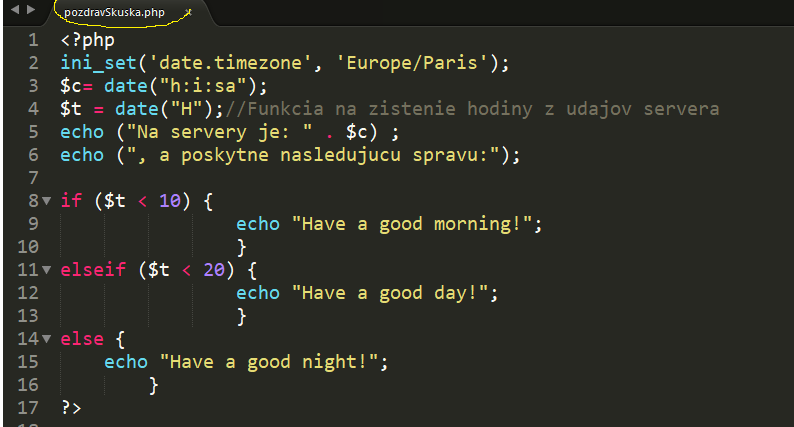 pozdravSkuska.php x
1 <?php
2 ini_set('date.timezone', 'Europe/Paris');
3 $c= date("h:i:sa");
4 $t = date("H");//Funkcia na zistenie hodiny z udajov servera
5 echo ("Na servery je: " . $c) ;
6 echo (", a poskytne nasledujucu spravu:");
7
8 if ($t < 10) {
9 echo "Have a good morning!";
10 }
11 elseif ($t < 20) {
12 echo "Have a good day!";
13 }
14 else {
15 echo "Have a good night!";
16 }
17 ?>